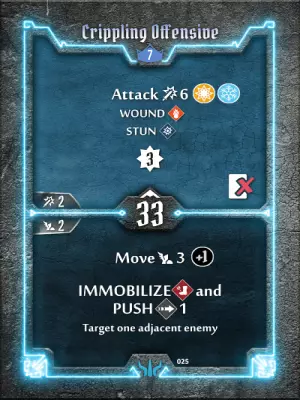 Crippling Offensive
7
Attack 6
WOUND
STUN
3
2
33
2
Move 3 +1
IMMOBILIZE and
PUSH 1
Target one adjacent enemy
025